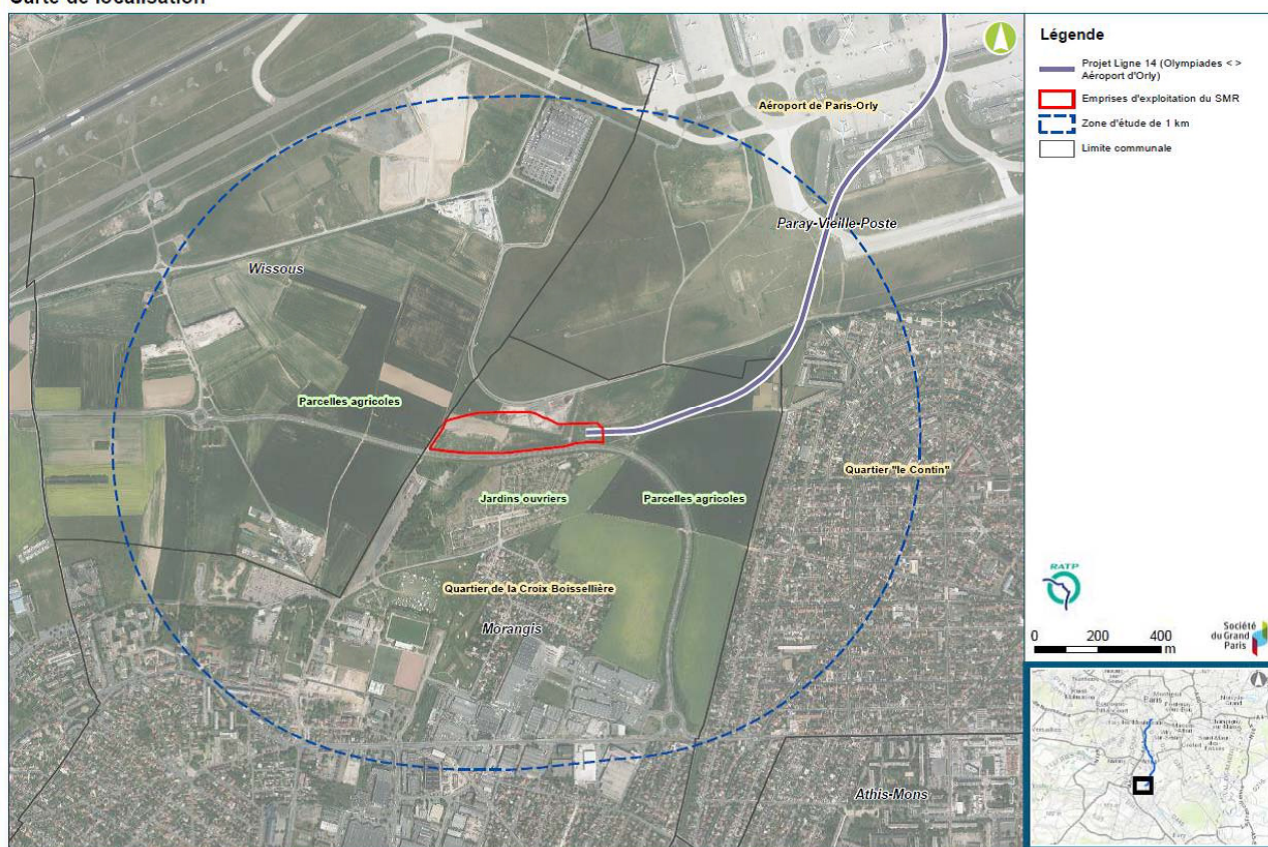 Carte de localisation
Aéroport de Paris-Orly
Paray-Vieille-Poste
Wissous
Parcelles agricoles
Quartier "le Contin"
Jardins ouvriers
Parcelles agricoles
Quartier de la Croix Boissellière
Morangis
Athis-Mons
Légende
Projet Ligne 14 (Olympiades < >
Aéroport d'Orly)
Emprises d'exploitation du SMR
Zone d'étude de 1 km
Limite communale
RATP
Société
du Grand
Paris
0 200 400
m
Paris